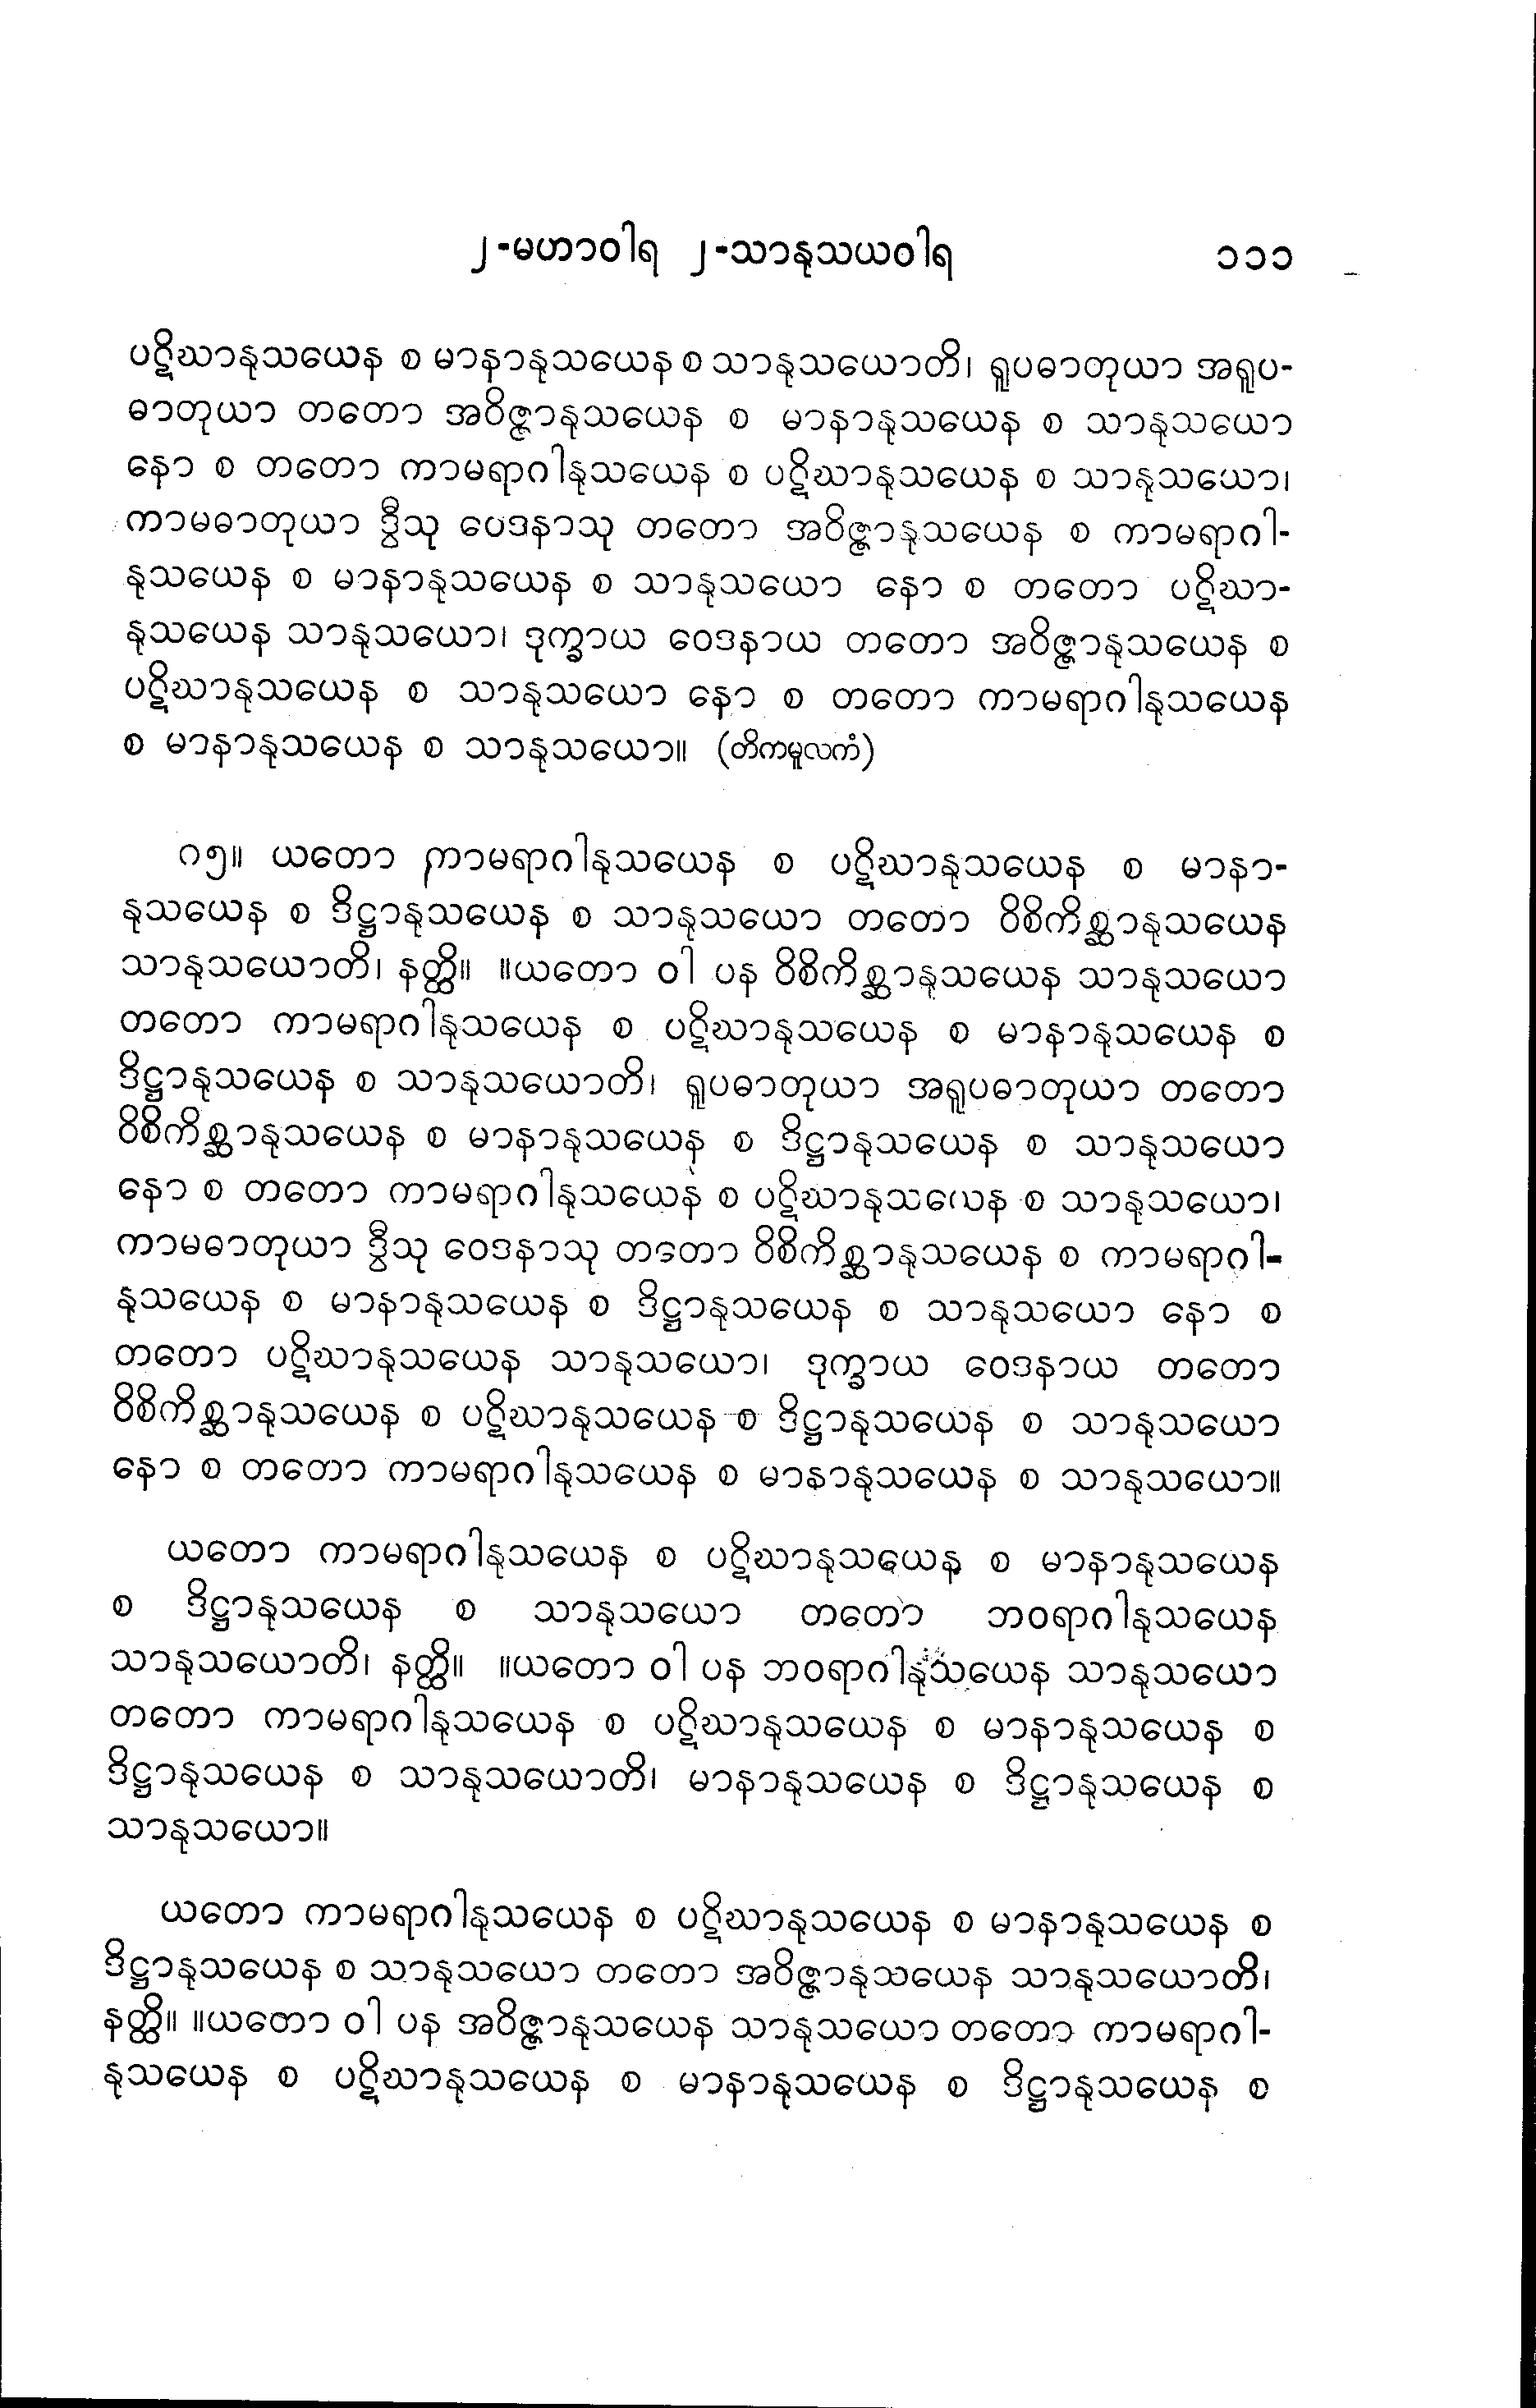 ၂-မဟာဝါရ ၂-သာနုသယဝါရ ၁၁၁
ပဋိဃာနုသယေန စ မာနာနုသယေန စ သာနုသယောတိ၊ ရူပဓာတုယာ အရူပ-
ဓာတုယာ တတော အဝိဇ္ဇာနုသယေန စ မာနာနုသယေန စ သာနုသယော
နော စ တတော ကာမရာဂါနုသယေန စ ပဋိဃာနုသယေန စ သာနုသယော၊
ကာမဓာတုယာ ဒွီသု ဝေဒနာသု တတော အဝိဇ္ဇာနုသယေန စ ကာမရာဂါ-
နုသယေန စ မာနာနုသယေန စ သာနုသယော နော စ တတော ပဋိဃာ-
နုသယေန သာနုသယော၊ ဒုက္ခာယ ဝေဒနာယ တတော အဝိဇ္ဇာနုသယေန စ
ပဋိဃာနုသယေန စ သာနုသယော နော စ တတော ကာမရာဂါနုသယေန
စ မာနာနုသယေန စ သာနုသယော။ (တိကမူလကံ)
ဂ၅။ ယတော ကာမရာဂါနုသယေန စ ပဋိဃာနုသယေန စ မာနာ-
နုသယေန စ ဒိဋ္ဌာနုသယေန စ သာနုသယော တတော ဝိစိကိစ္ဆာနုသယေန
သာနုသယောတိ၊ နတ္ထိ။ ။ယတော ဝါ ပန ဝိစိကိစ္ဆာနုသယေန သာနုသယော
တတော ကာမရာဂါနုသယေန စ ပဋိဃာနုသယေန စ မာနာနုသယေန စ
ဒိဋ္ဌာနုသယေန စ သာနုသယောတိ၊ ရူပဓာတုယာ အရူပဓာတုယာ တတော
ဝိစိကိစ္ဆာနုသယေန စ မာနာနုသယေန စ ဒိဋ္ဌာနုသယေန စ သာနုသယော
နော စ တတော ကာမရာဂါနုသယေန စ ပဋိဃာနုသယေန စ သာနုသယော၊
ကာမဓာတုယာ ဒွီသု ဝေဒနာသု တတော ဝိစိကိစ္ဆာနုသယေန စ ကာမရာဂါ-
နုသယေန စ မာနာနုသယေန စ ဒိဋ္ဌာနုသယေန စ သာနုသယော နော စ
တတော ပဋိဃာနုသယေန သာနုသယော၊ ဒုက္ခာယ ဝေဒနာယ တတော
ဝိစိကိစ္ဆာနုသယေန စ ပဋိဃာနုသယေန စ ဒိဋ္ဌာနုသယေန စ သာနုသယော
နော စ တတော ကာမရာဂါနုသယေန စ မာနာနုသယေန စ သာနုသယော။
ယတော ကာမရာဂါနုသယေန စ ပဋိဃာနုသယေန စ မာနာနုသယေန
စ ဒိဋ္ဌာနုသယေန စ သာနုသယော တတော ဘဝရာဂါနုသယေန
သာနုသယောတိ၊ နတ္ထိ။ ။ယတော ဝါ ပန ဘဝရာဂါနုသယေန သာနုသယော
တတော ကာမရာဂါနုသယေန စ ပဋိဃာနုသယေန စ မာနာနုသယေန စ
ဒိဋ္ဌာနုသယေန စ သာနုသယောတိ၊ မာနာနုသယေန စ ဒိဋ္ဌာနုသယေန စ
သာနုသယော။
ယတော ကာမရာဂါနုသယေန စ ပဋိဃာနုသယေန စ မာနာနုသယေန စ
ဒိဋ္ဌာနုသယေန စ သာနုသယော တတော အဝိဇ္ဇာနုသယေန သာနုသယောတိ၊
နတ္ထိ။ ။ယတော ဝါ ပန အဝိဇ္ဇာနုသယေန သာနုသယော တတော ကာမရာဂါ-
နုသယေန စ ပဋိဃာနုသယေန စ မာနာနုသယေန စ ဒိဋ္ဌာနုသယေန စ